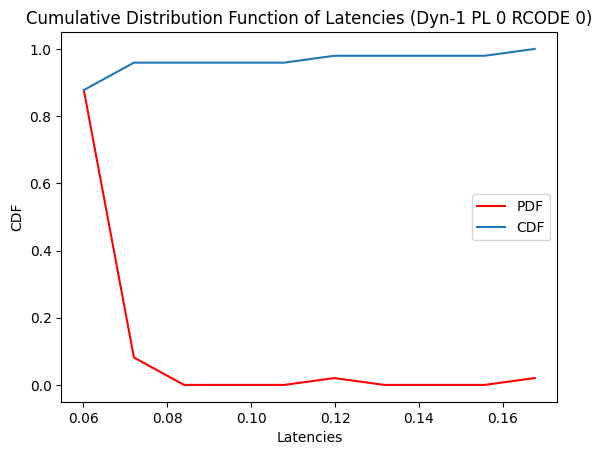 Cumulative Distribution Function of Latencies (Dyn-1 PL 0 RCODE 0)
1.0
0.8
0.6
0.4
0.2
0.0
CDF
PDF
CDF
0.06 0.08 0.10 0.12 0.14 0.16
Latencies